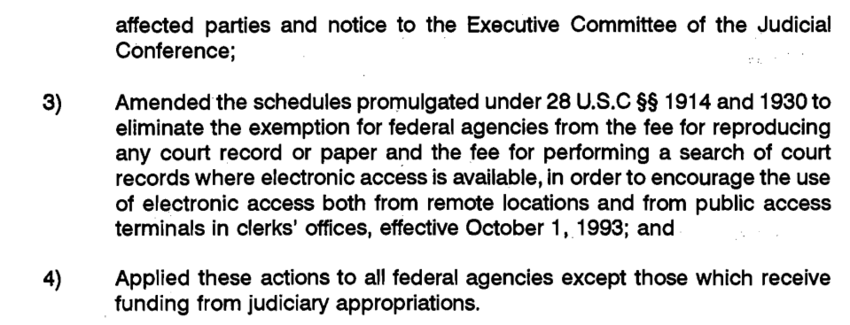 affected parties and notice to the Executive Committee of the Judicial
Conference;
3) Amended the schedules promulgated under 28 U.S.C §§ 1914 and 1930 to
eliminate the exemption for federal agencies from the fee for reproducing
any court record or paper and the fee for performing a search of court
records where electronic access is available, in order to encourage the use
of electronic access both from remote locations and from public access
terminals in clerks' offices, effective October 1, 1993; and
4) Applied these actions to all federal agencies except those which receive
funding from judiciary appropriations.